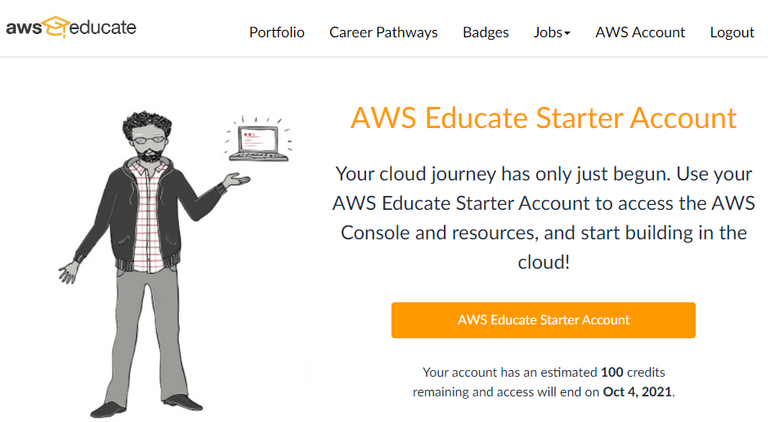 aws educate
Portfolio Career Pathways Badges Jobs AWS Account Logout
AWS Educate Starter Account
Your cloud journey has only just begun. Use your
AWS Educate Starter Account to access the AWS
Console and resources, and start building in the
cloud!
AWS Educate Starter Account
Your account has an estimated 100 credits
remaining and access will end on Oct 4, 2021.